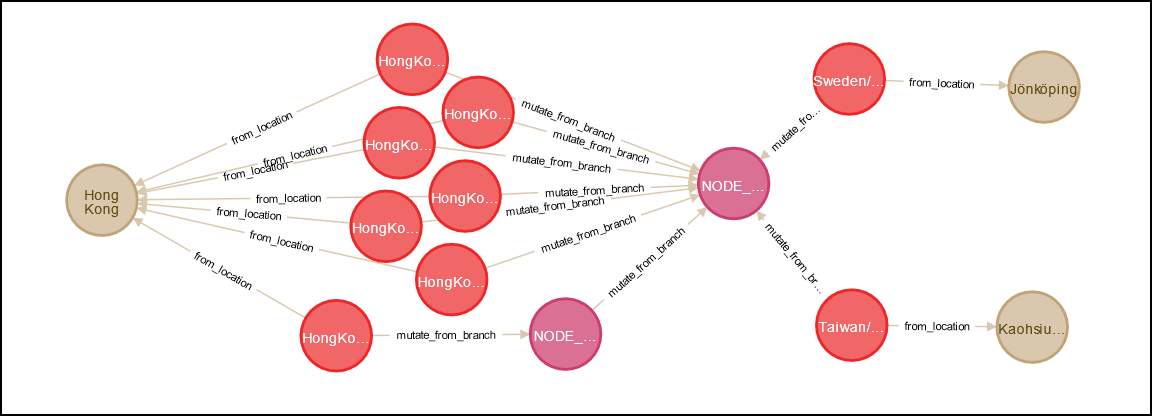 HongKo...
Sweden/...
from_location
Jönköping
mutate_from_branch
HongKo...
mutate_fro...
from_location
mutate_from_branch
HongKo...
from_location
from_location
mutate_from_branch
NODE_...
Hong
Kong
from_location
HongKo...
mutate_from_branch
from_location
HongKo...
mutate_from_branch
from_location
mutate_from_branch
mutate_from_br...
from_location
HongKo...
mutate_from_branch
HongKo...
mutate_from_branch
NODE_...
Taiwan/...
from_location
Kaohsiu...